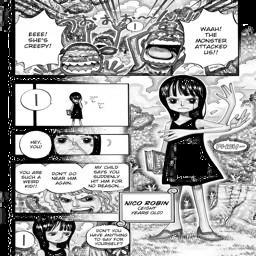 EEEE!
SHE'S
CREEPY!
WAAH!
THE
MONSTER
ATTACKED
US!!
HEY,
YOU!
YOU ARE
SUCH A
WEIRD
KID!!
DON'T GO
NEAR HIM
AGAIN.
MY CHILD
SAYS YOU
SUDDENLY
HIT HIM FOR
NO REASON...
DON'T
YOU HAVE
ANYTHING
TO SAY FOR
YOURSELF?
NICO ROBIN
(EIGHT
YEARS OLD)